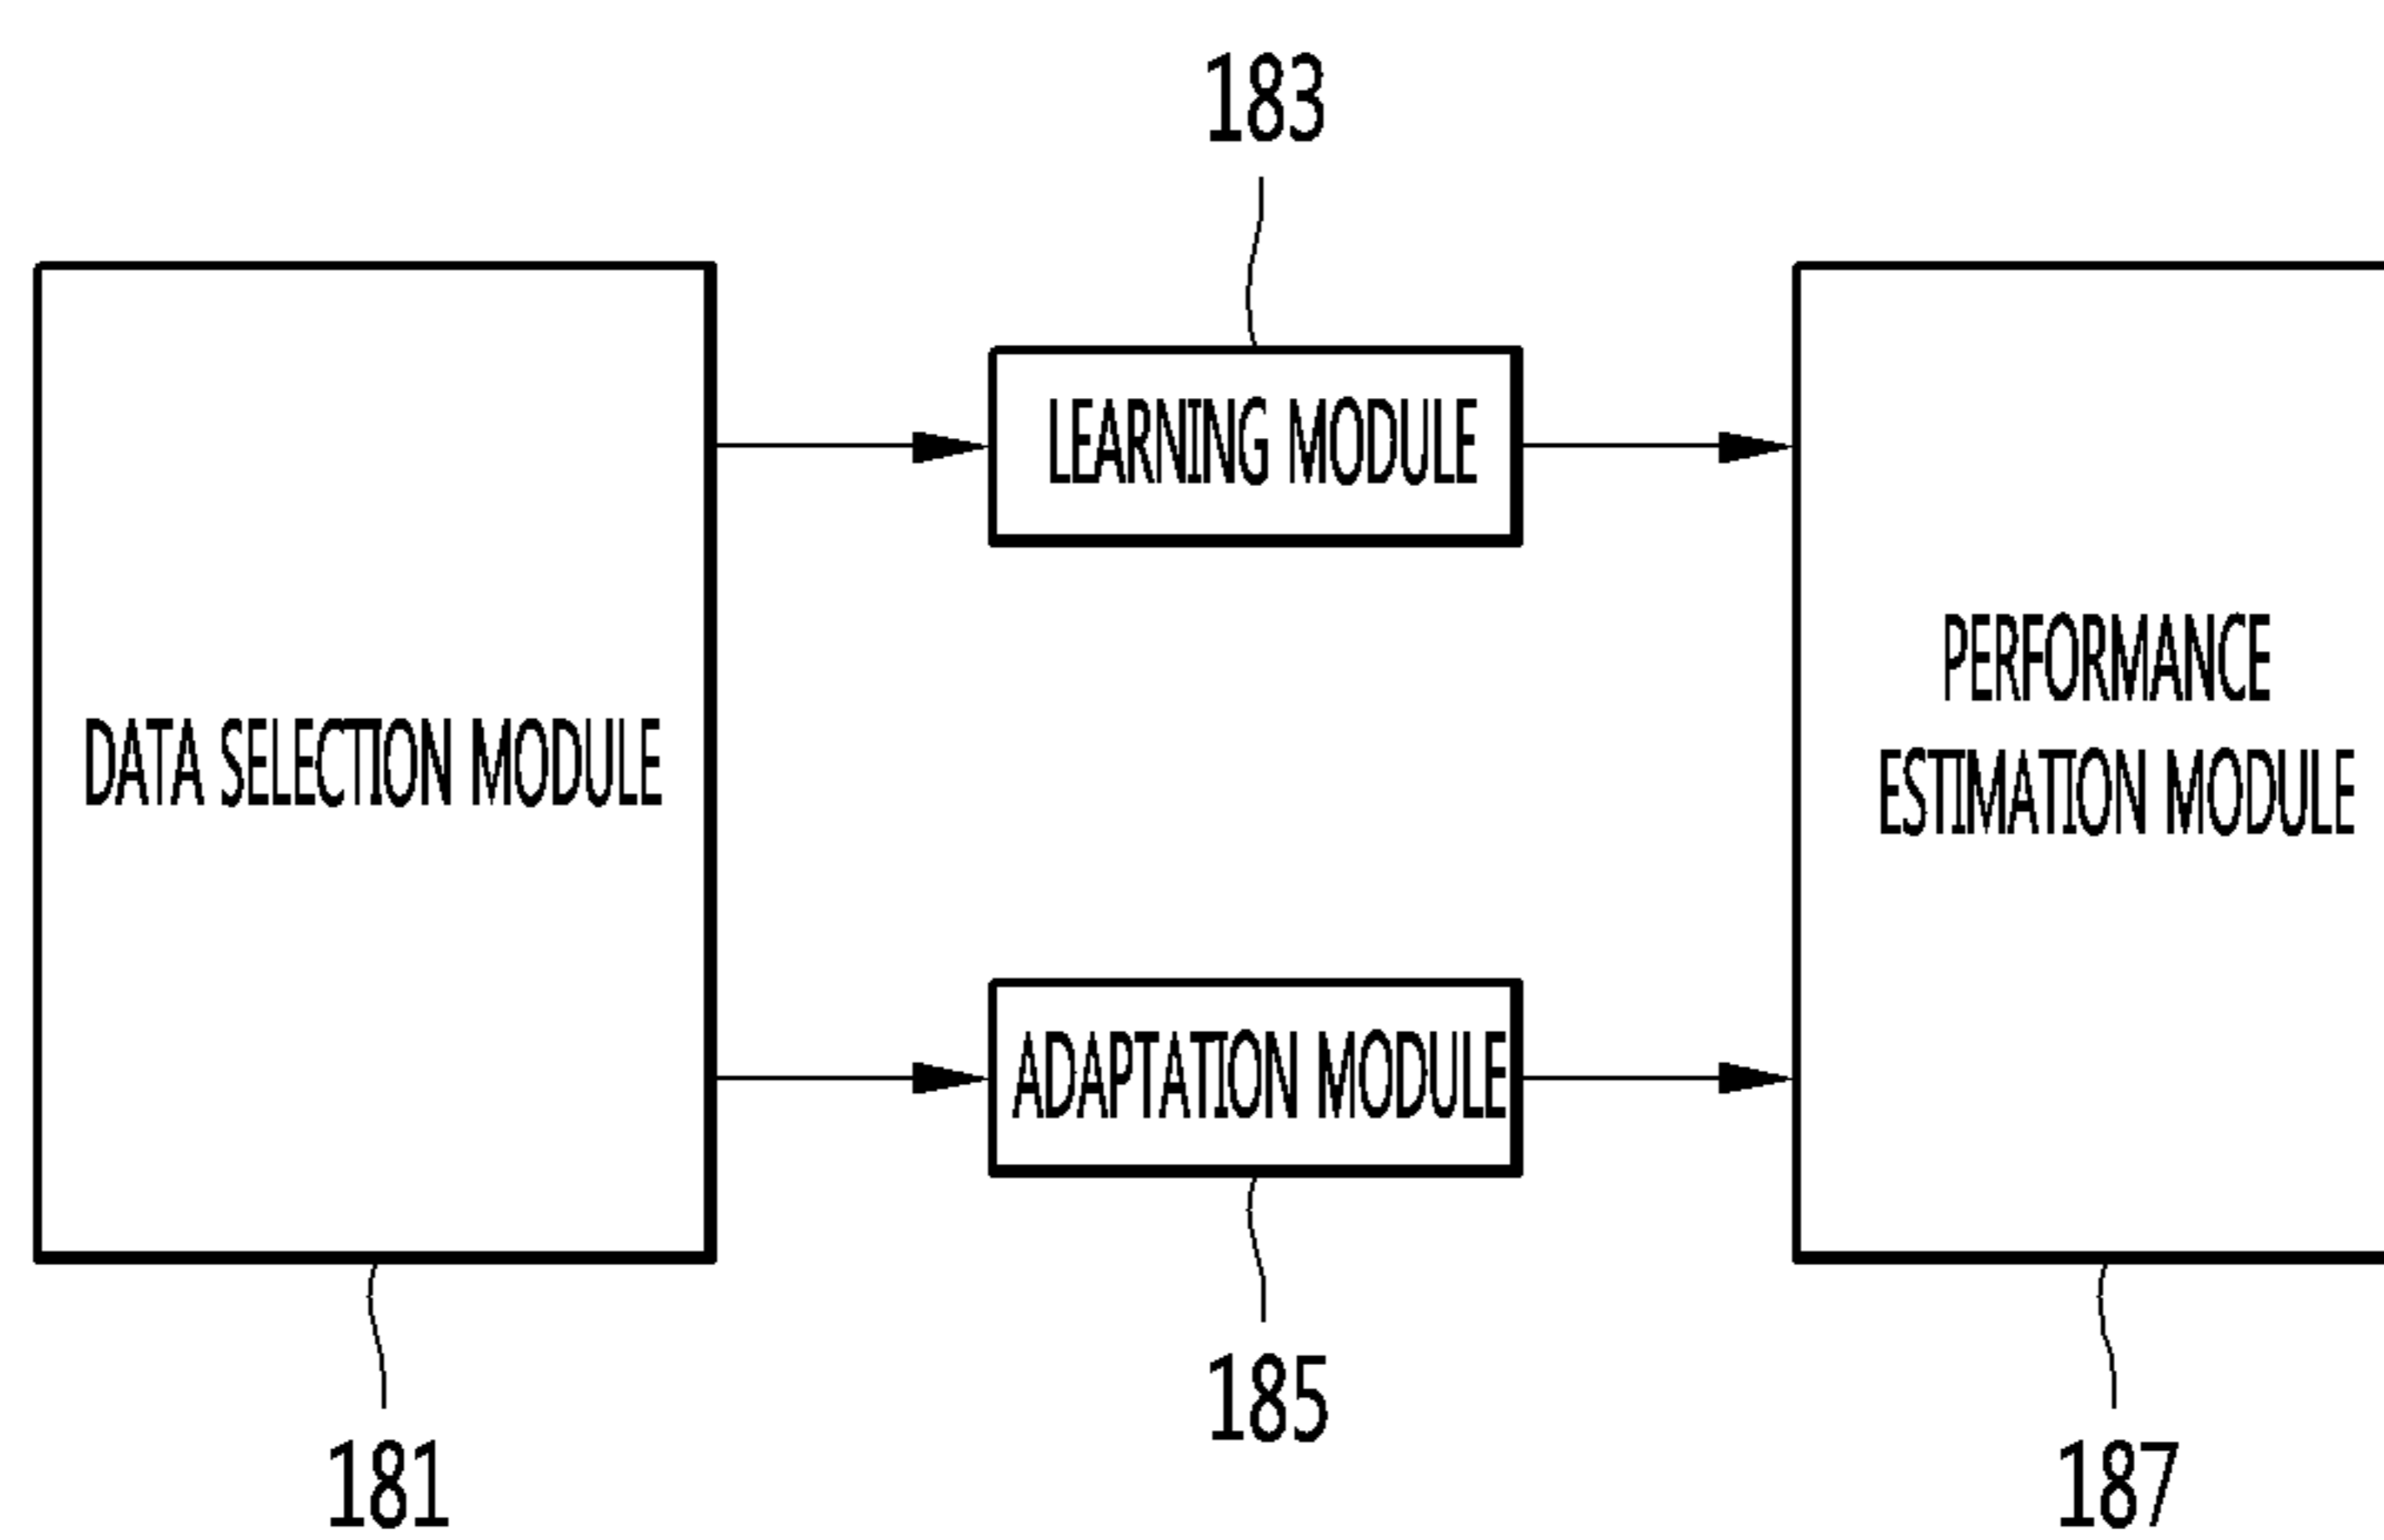 183
LEARNING MODULE
DATA SELECTION MODULE
PERFORMANCE
ESTIMATION MODULE
ADAPTATION MODULE
185
181
187